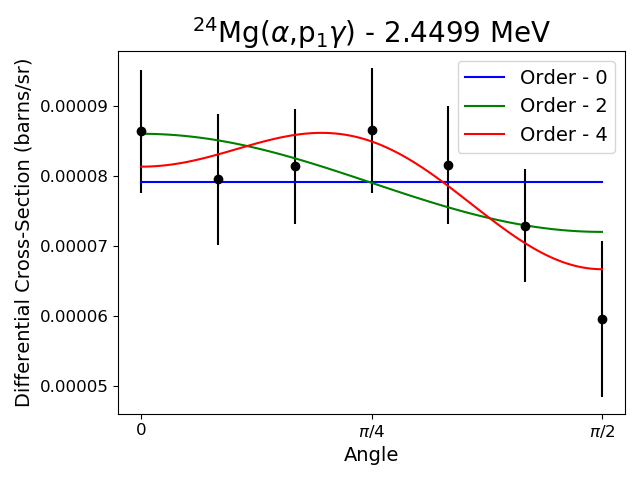 ²⁴Mg(α,p₁γ) - 2.4499 MeV
Differential Cross-Section (barns/sr)
0.00009
0.00008
0.00007
0.00006
0.00005
Order - 0
Order - 2
Order - 4
0
π/4
π/2
Angle